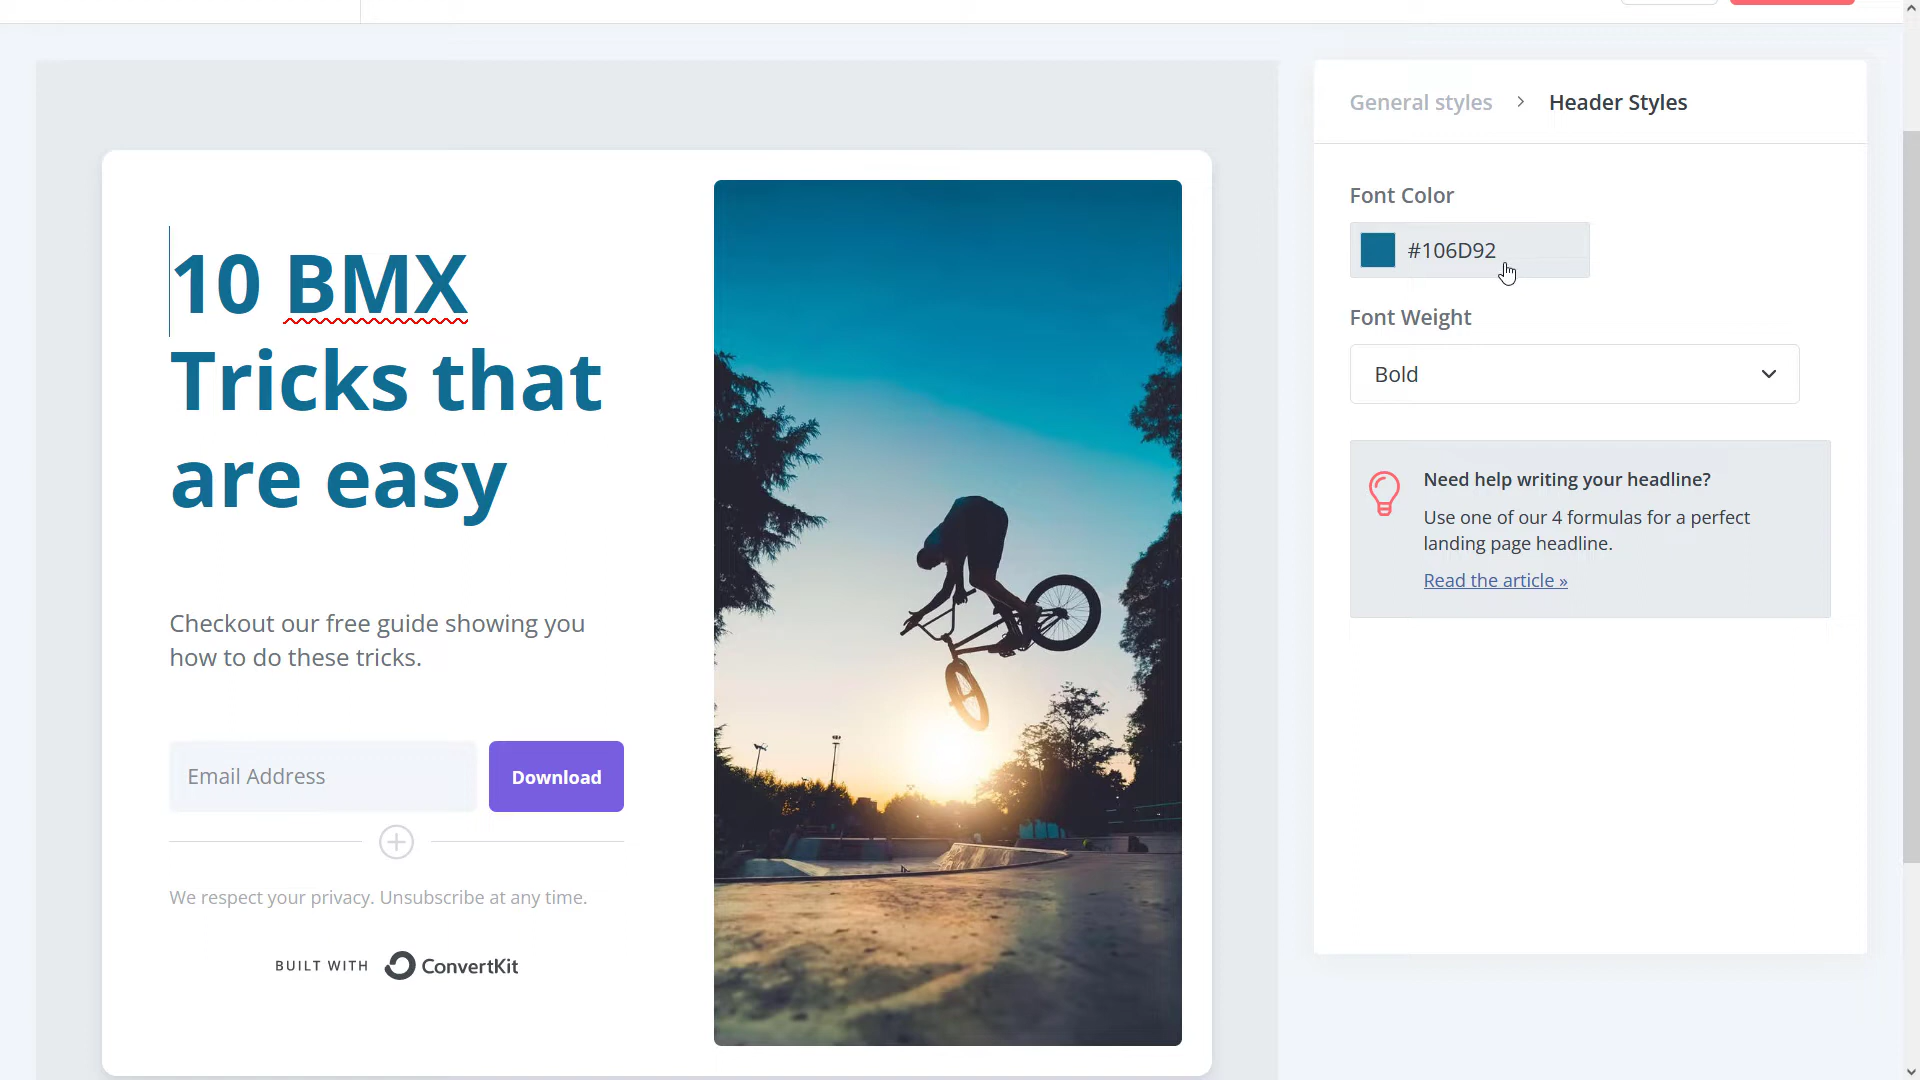 General styles > Header Styles
Font Color
#106D92
Font Weight
Bold
Need help writing your headline?
Use one of our 4 formulas for a perfect
landing page headline.
Read the article »
10 BMX
Tricks that
are easy
Checkout our free guide showing you
how to do these tricks.
Email Address
Download
We respect your privacy. Unsubscribe at any time.
BUILT WITH ConvertKit